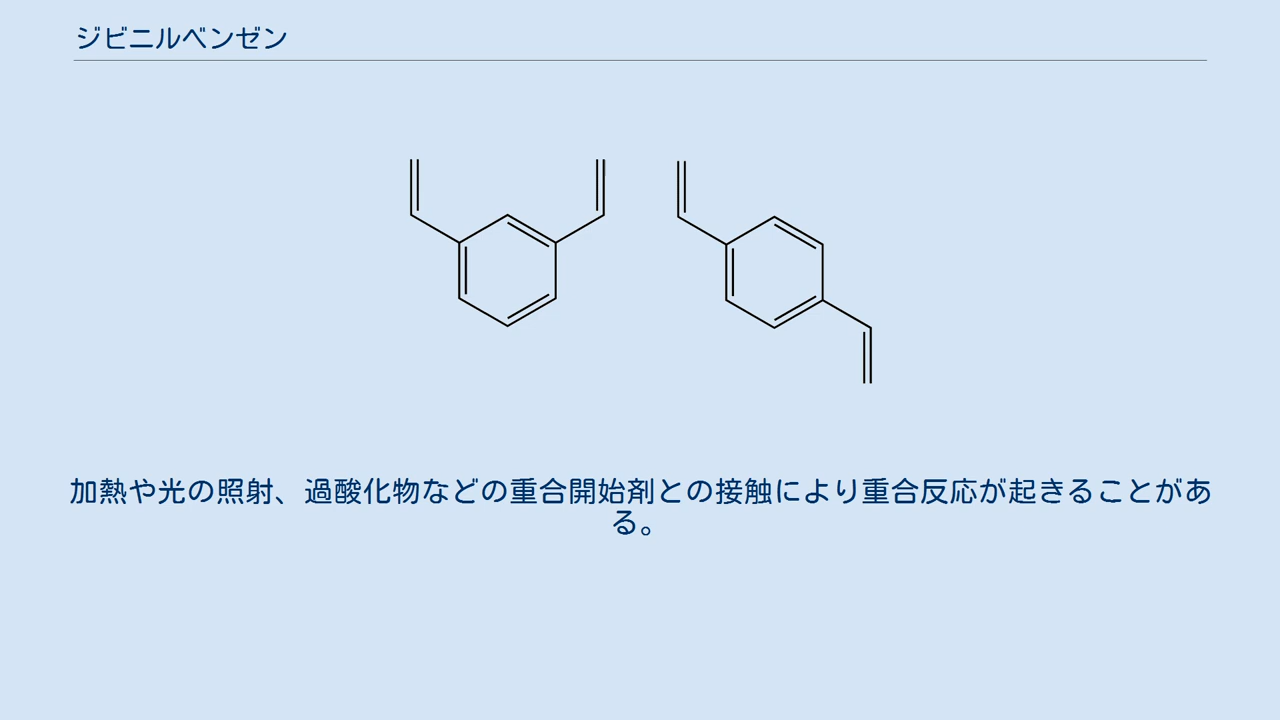 ジビニルベンゼン
加熱や光の照射、過酸化物などの重合開始剤との接触により重合反応が起きることがあ
る。